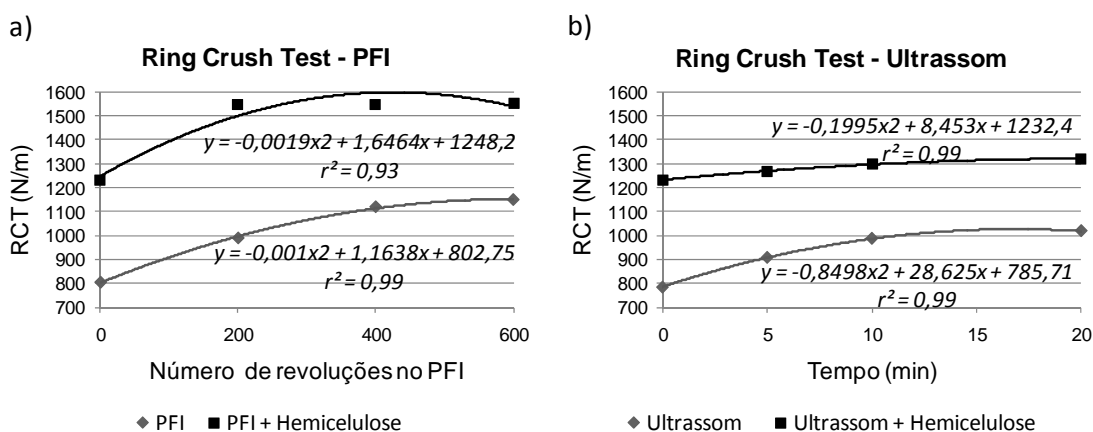 a)
Ring Crush Test - PFI
1600
1500
1400
1300
1200
1100
1000
900
800
700
RCT (N/m)
y = -0,0019x2 + 1,6464x + 1248,2
r² = 0,93
y = -0,001x2 + 1,1638x + 802,75
r² = 0,99
0 200 400 600
Número de revoluções no PFI
PFI PFI + Hemicelulose
b)
Ring Crush Test - Ultrassom
1600
1500
1400
1300
1200
1100
1000
900
800
700
RCT (N/m)
y = -0,1995x2 + 8,453x + 1232,4
r² = 0,99
y = -0,8498x2 + 28,625x + 785,71
r² = 0,99
0 5 10 15 20
Tempo (min)
Ultrassom Ultrassom + Hemicelulose